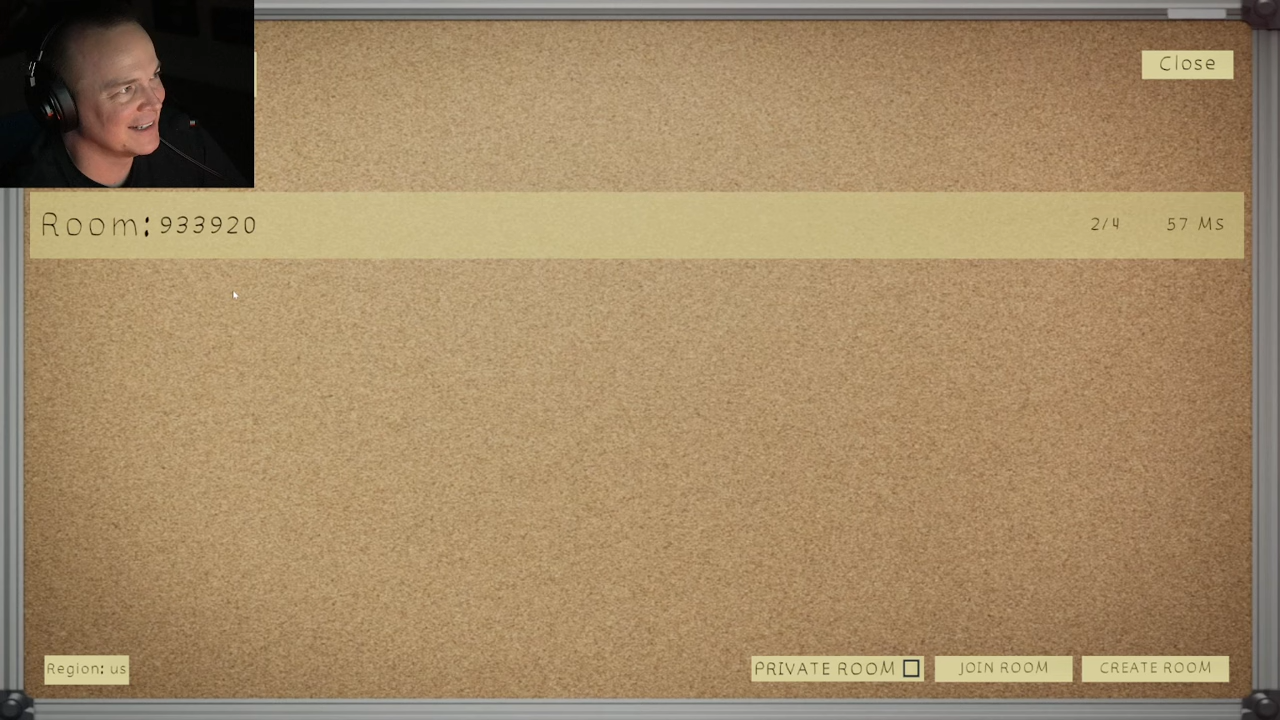 Close
Room: 933920 2/4 57 MS
Region: us PRIVATE ROOM JOIN ROOM CREATE ROOM